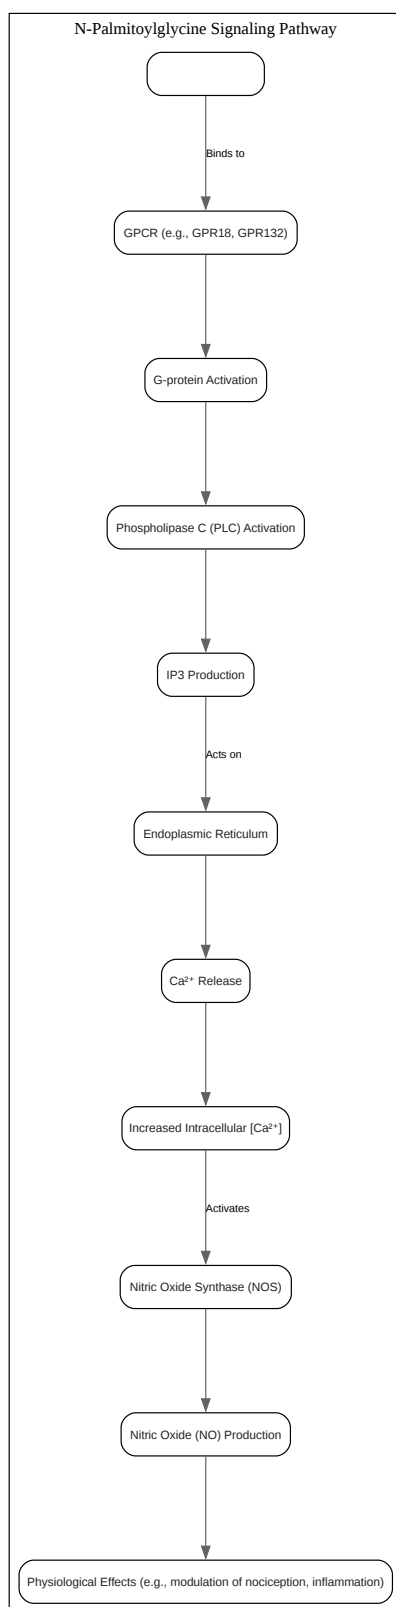 N-Palmitoylglycine Signaling Pathway
Binds to
GPCR (e.g., GPR18, GPR132)
G-protein Activation
Phospholipase C (PLC) Activation
IP3 Production
Acts on
Endoplasmic Reticulum
Ca²⁺ Release
Increased Intracellular [Ca²⁺]
Activates
Nitric Oxide Synthase (NOS)
Nitric Oxide (NO) Production
Physiological Effects (e.g., modulation of nociception, inflammation)